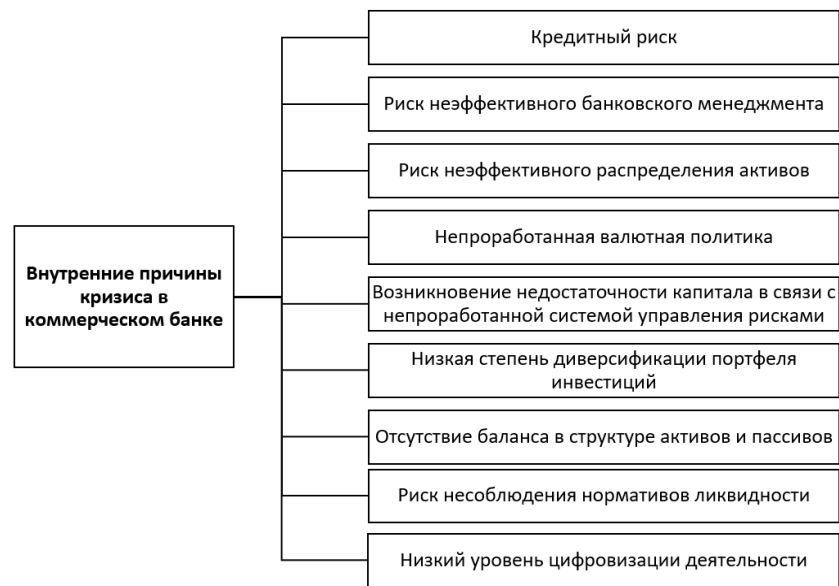 Внутренние причины
кризиса в
коммерческом банке
Кредитный риск
Риск неэффективного банковского менеджмента
Риск неэффективного распределения активов
Непроработанная валютная политика
Возникновение недостаточности капитала в связи с
непроработанной системой управления рисками
Низкая степень диверсификации портфеля
инвестиций
Отсутствие баланса в структуре активов и пассивов
Риск несоблюдения нормативов ликвидности
Низкий уровень цифровизации деятельности